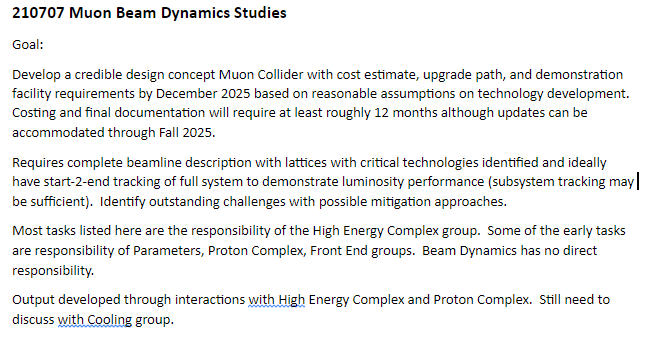 210707 Muon Beam Dynamics Studies
Goal:
Develop a credible design concept Muon Collider with cost estimate, upgrade path, and demonstration
facility requirements by December 2025 based on reasonable assumptions on technology development.
Costing and final documentation will require at least roughly 12 months although updates can be
accommodated through Fall 2025.
Requires complete beamline description with lattices with critical technologies identified and ideally
have start-2-end tracking of full system to demonstrate luminosity performance (subsystem tracking may
be sufficient).  Identify outstanding challenges with possible mitigation approaches.
Most tasks listed here are the responsibility of the High Energy Complex group.  Some of the early tasks
are responsibility of Parameters, Proton Complex, Front End groups.  Beam Dynamics has no direct
responsibility.
Output developed through interactions with High Energy Complex and Proton Complex.  Still need to
discuss with Cooling group.